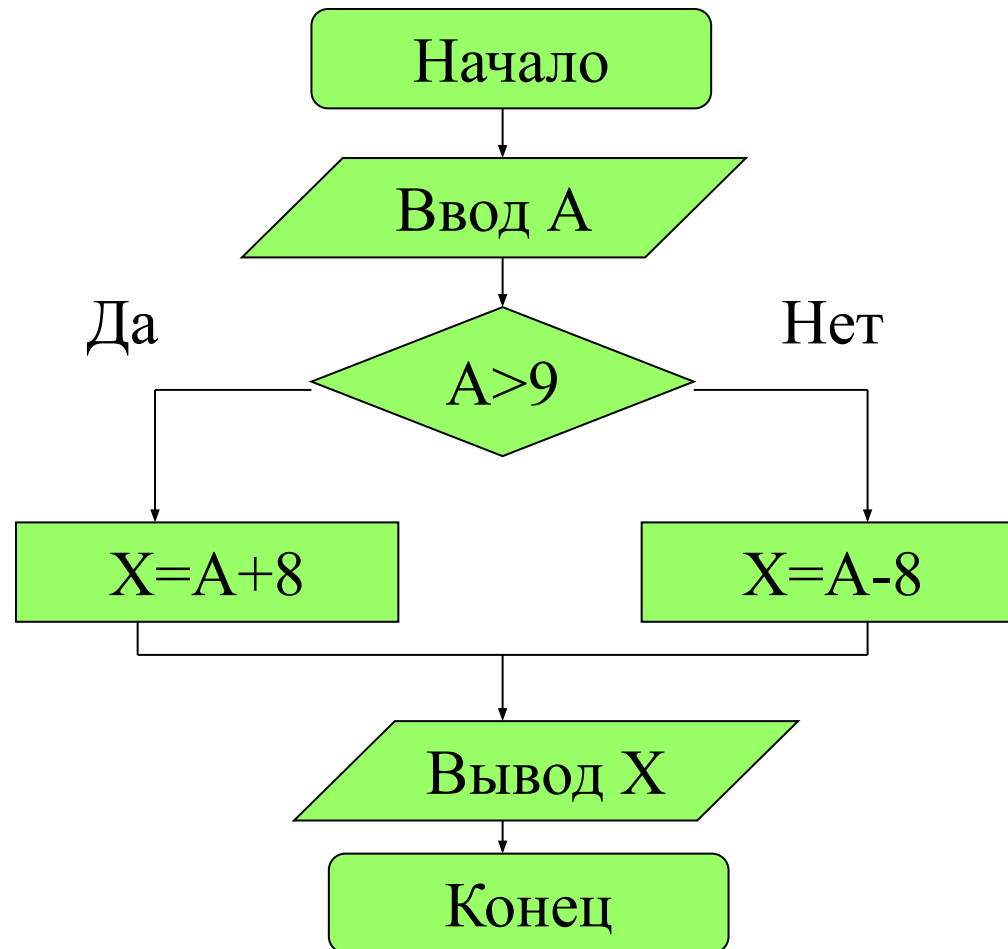 Начало
Ввод А
Да
Нет
А>9
Х=А+8
Х=А-8
Вывод Х
Конец